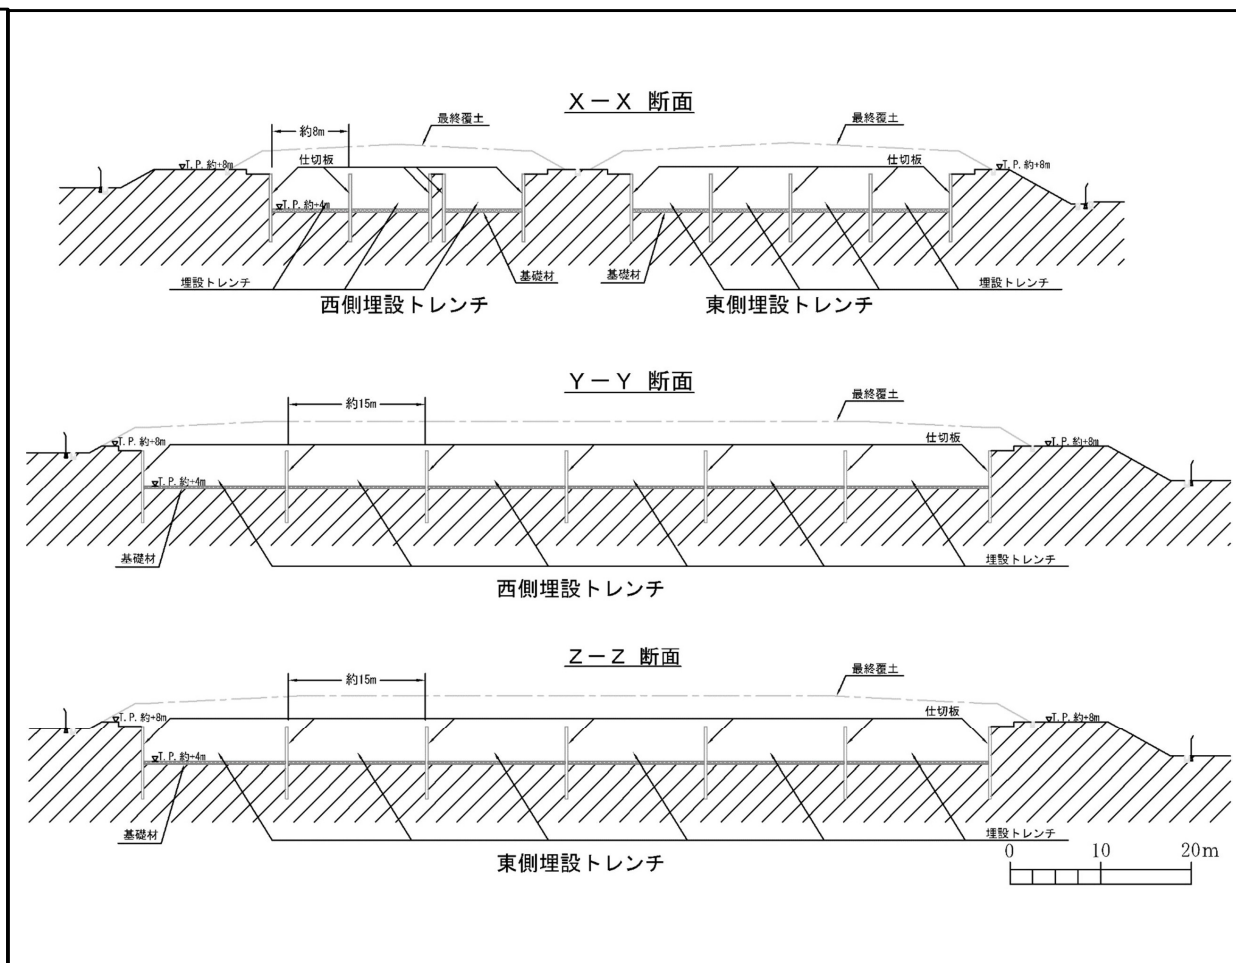 X－X 断面
最終覆土
最終覆土
約8m
仕切板
仕切板
T.P.約+8m
T.P.約+8m
T.P.約+4m
埋設トレンチ
基礎材
基礎材
埋設トレンチ
西側埋設トレンチ
東側埋設トレンチ
Y－Y 断面
約15m
最終覆土
T.P.約+8m
仕切板
T.P.約+8m
T.P.約+4m
基礎材
埋設トレンチ
西側埋設トレンチ
Z－Z 断面
約15m
最終覆土
T.P.約+8m
仕切板
T.P.約+8m
T.P.約+4m
基礎材
埋設トレンチ
東側埋設トレンチ
0 10 20m